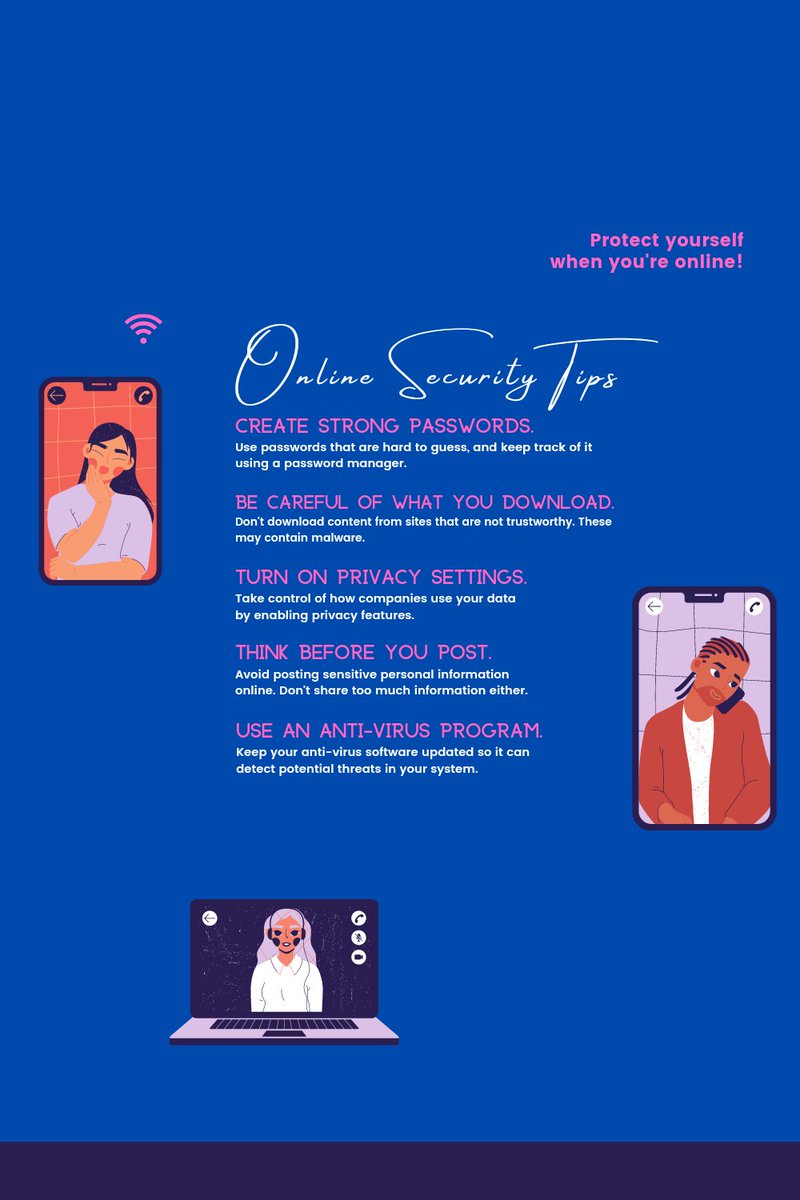 Protect yourself
when you're online!
Online Security Tips
CREATE STRONG PASSWORDS.
Use passwords that are hard to guess, and keep track of it
using a password manager.
BE CAREFUL OF WHAT YOU DOWNLOAD.
Don't download content from sites that are not trustworthy. These
may contain malware.
TURN ON PRIVACY SETTINGS.
Take control of how companies use your data
by enabling privacy features.
THINK BEFORE YOU POST.
Avoid posting sensitive personal information
online. Don't share too much information either.
USE AN ANTI-VIRUS PROGRAM.
Keep your anti-virus software updated so it can
detect potential threats in your system.